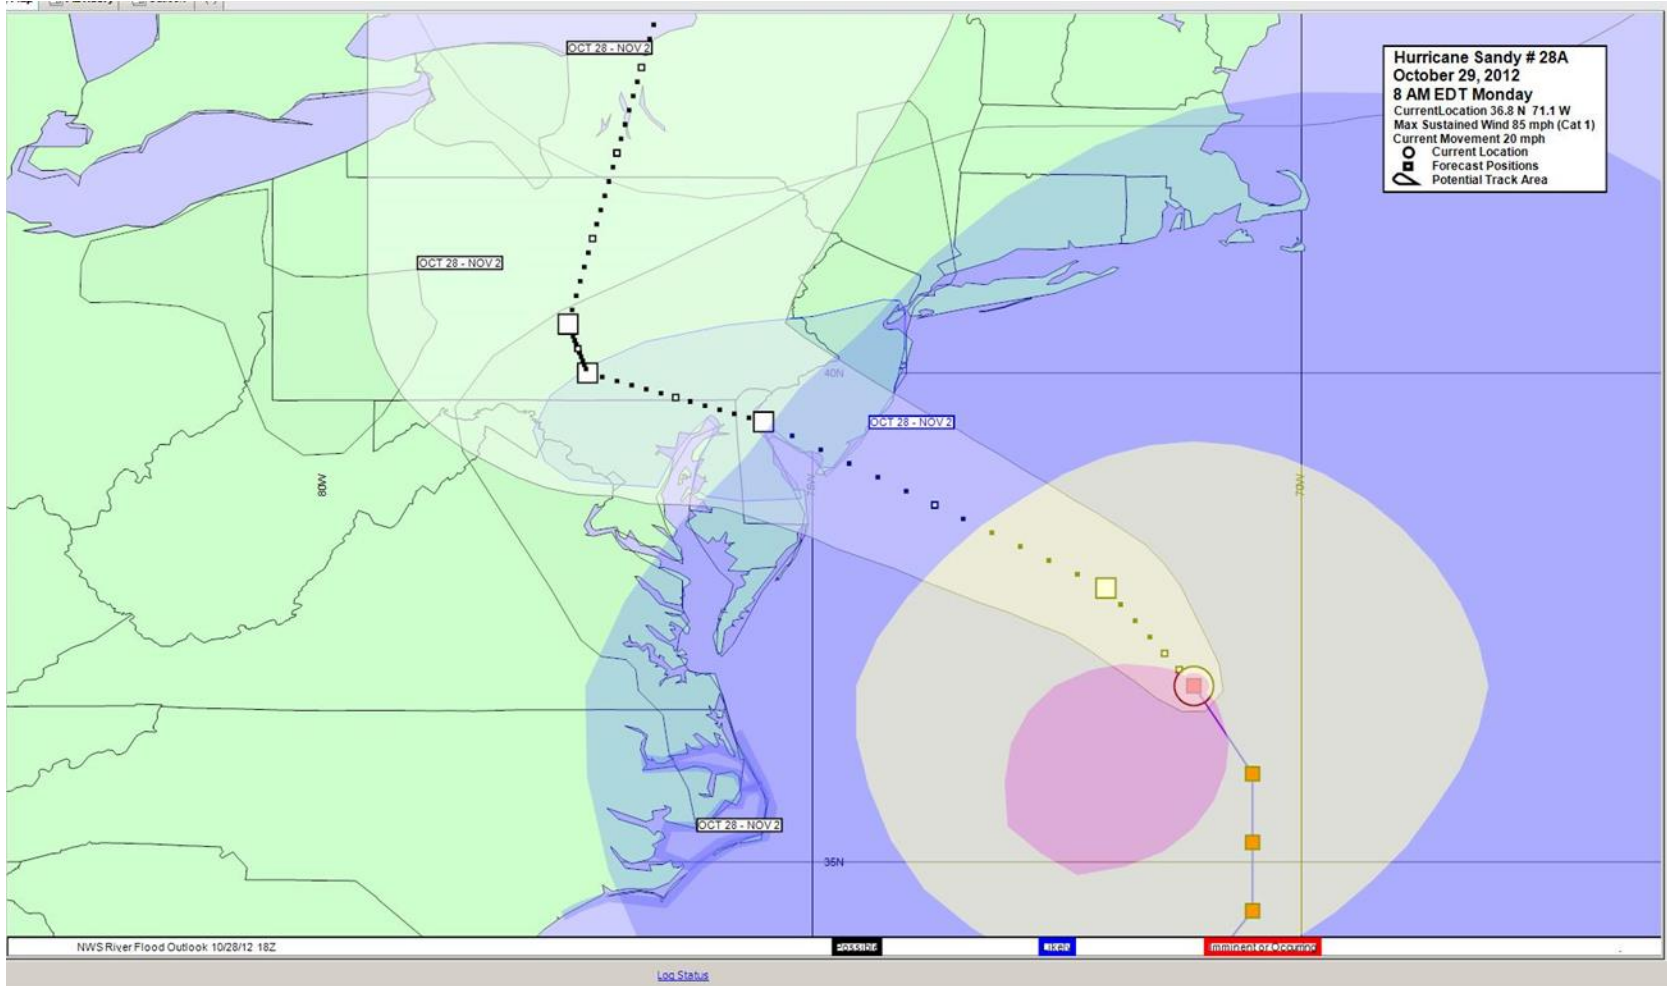 OCT 28 - NOV 2
Hurricane Sandy # 28A
October 29, 2012
8 AM EDT Monday
CurrentLocation 36.8 N 71.1 W
Max Sustained Wind 85 mph (Cat 1)
Current Movement 20 mph
Current Location
Forecast Positions
Potential Track Area
OCT 28 - NOV 2
40N
OCT 28 - NOV 2
80W
75W
70W
OCT 28 - NOV 2
35N
NWS River Flood Outlook 10/28/12 18Z
Possible
Likely
Imminent or Occurring
Log Status